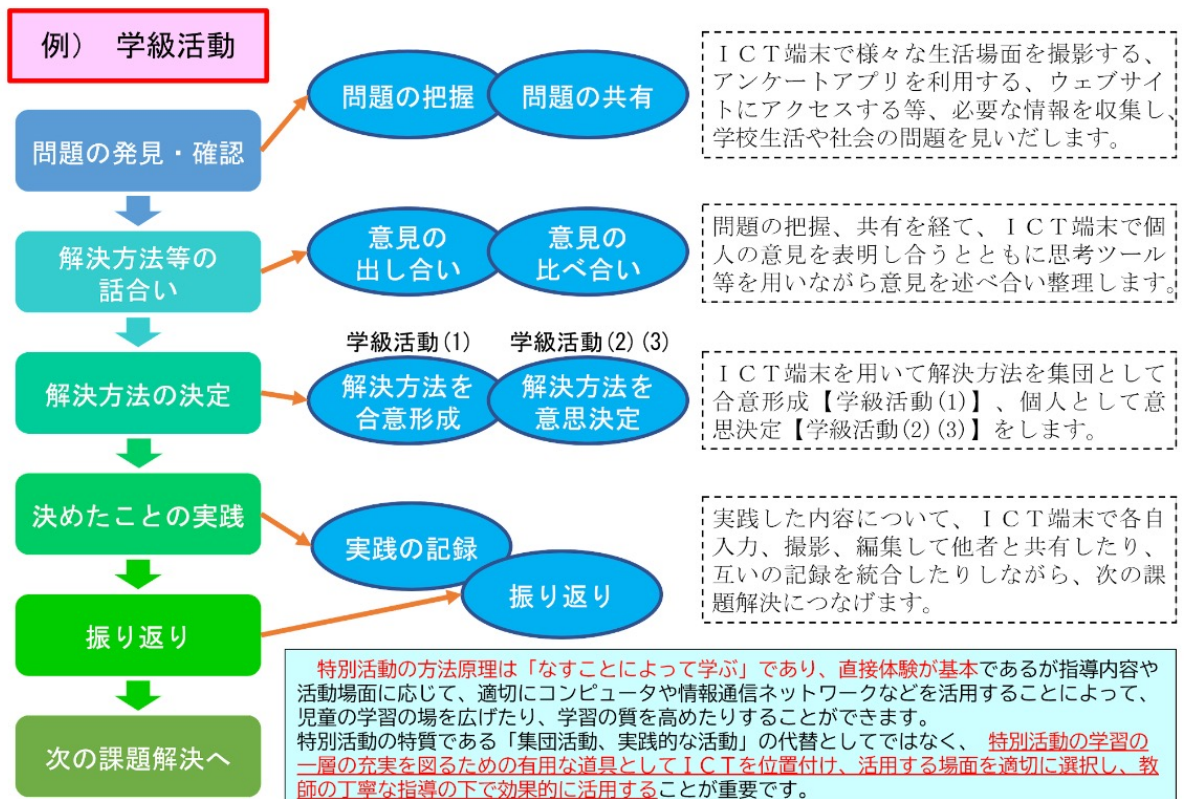 例） 学級活動
問題の発見・確認
問題の把握
問題の共有
ＩＣＴ端末で様々な生活場面を撮影する、
アンケートアプリを利用する、ウェブサイ
トにアクセスする等、必要な情報を収集し、
学校生活や社会の問題を見いだします。
解決方法等の
話合い
意見の
出し合い
意見の
比べ合い
問題の把握、共有を経て、ＩＣＴ端末で個
人の意見を表明し合うとともに思考ツール
等を用いながら意見を述べ合い整理します。
解決方法の決定
学級活動(1)
解決方法を
合意形成
学級活動(2)(3)
解決方法を
意思決定
ＩＣＴ端末を用いて解決方法を集団として
合意形成【学級活動(1)】、個人として意
思決定【学級活動(2)(3)】をします。
決めたことの実践
実践の記録
実践した内容について、ＩＣＴ端末で各自
入力、撮影、編集して他者と共有したり、
互いの記録を統合したりしながら、次の課
題解決につなげます。
振り返り
振り返り
次の課題解決へ
特別活動の方法原理は「なすことによって学ぶ」であり、直接体験が基本であるが指導内容や
活動場面に応じて、適切にコンピュータや情報通信ネットワークなどを活用することによって、
児童の学習の場を広げたり、学習の質を高めたりすることができます。
特別活動の特質である「集団活動、実践的な活動」の代替としてではなく、 特別活動の学習の
一層の充実を図るための有用な道具としてＩＣＴを位置付け、活用する場面を適切に選択し、教
師の丁寧な指導の下で効果的に活用することが重要です。